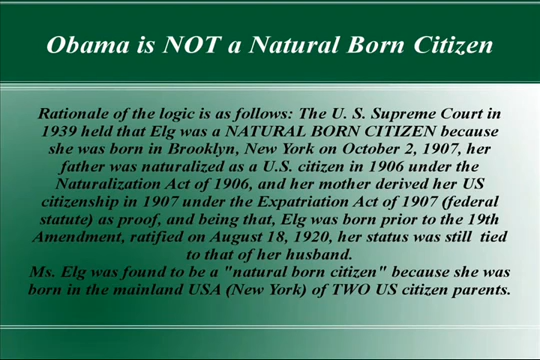 Obama is NOT a Natural Born Citizen
Rationale of the logic is as follows: The U. S. Supreme Court in
1939 held that Elg was a NATURAL BORN CITIZEN because
she was born in Brooklyn, New York on October 2, 1907, her
father was naturalized as a U.S. citizen in 1906 under the
Naturalization Act of 1906, and her mother derived her US
citizenship in 1907 under the Expatriation Act of 1907 (federal
statute) as proof, and being that, Elg was born prior to the 19th
Amendment, ratified on August 18, 1920, her status was still tied
to that of her husband.
Ms. Elg was found to be a "natural born citizen" because she was
born in the mainland USA (New York) of TWO US citizen parents.